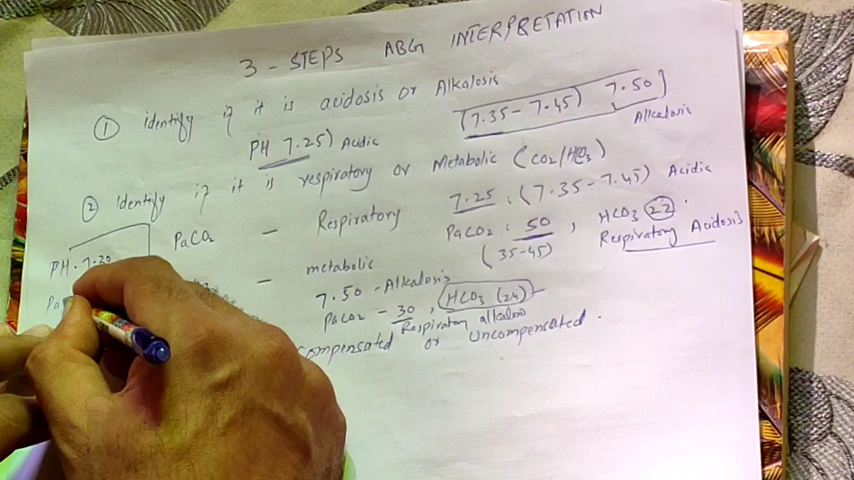 3 - STEPS ABG INTERPRETATION
① identify if it is acidosis or Alkalosis
PH 7.25) Acidic
(7.35 - 7.45) 7.50]
Alkalosis
② Identify if it is respiratory or Metabolic (CO2/HCO3)
7.25 : (7.35 - 7.45) Acidic
PaCO2 - Respiratory
PaCO2 : 50 , HCO3 22 .
(35-45) Respiratory Acidosis
- metabolic
PH . 7.20
Pa
7.50 - Alkalosis
PaCO2 - 30 , HCO3 (24)
Respiratory alkalosis
compensated or Uncompensated .